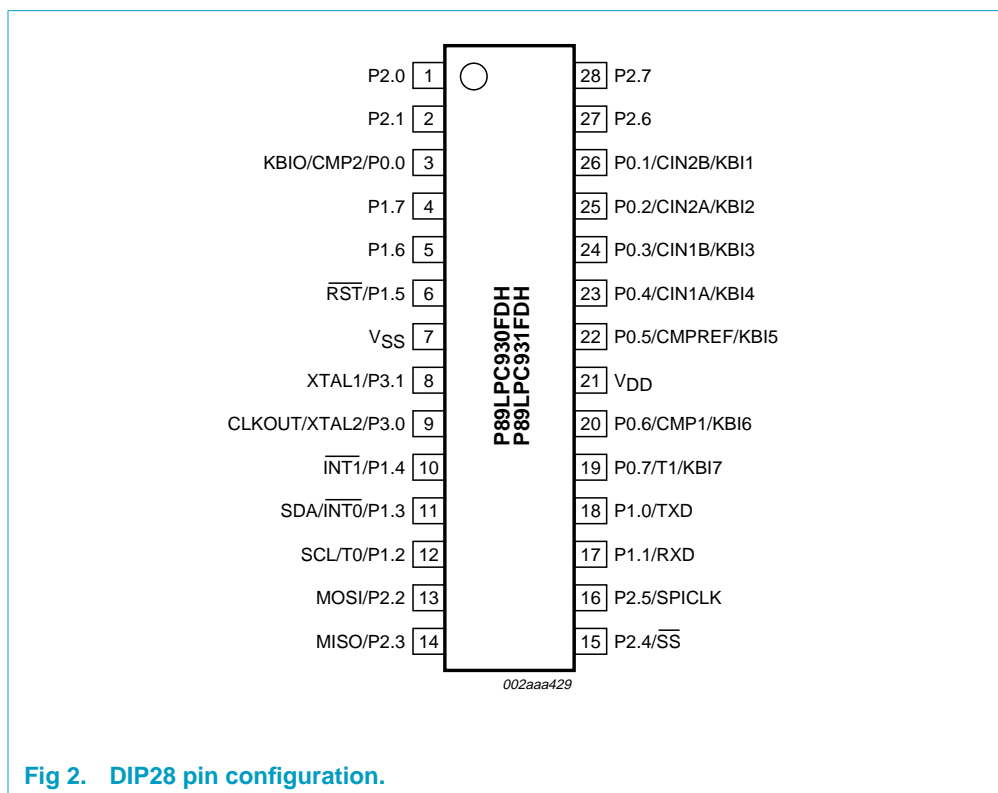 P2.0 1 28 P2.7
P2.1 2 27 P2.6
KBIO/CMP2/P0.0 3 26 P0.1/CIN2B/KBI1
P1.7 4 25 P0.2/CIN2A/KBI2
P1.6 5 24 P0.3/CIN1B/KBI3
R̅S̅T̅/P1.5 6 23 P0.4/CIN1A/KBI4
VSS 7 22 P0.5/CMPREF/KBI5
XTAL1/P3.1 8 21 VDD
CLKOUT/XTAL2/P3.0 9 20 P0.6/CMP1/KBI6
I̅N̅T̅1̅/P1.4 10 19 P0.7/T1/KBI7
SDA/I̅N̅T̅0̅/P1.3 11 18 P1.0/TXD
SCL/T0/P1.2 12 17 P1.1/RXD
MOSI/P2.2 13 16 P2.5/SPICLK
MISO/P2.3 14 15 P2.4/S̅S̅
P89LPC930FDH
P89LPC931FDH
002aaa429
Fig 2. DIP28 pin configuration.